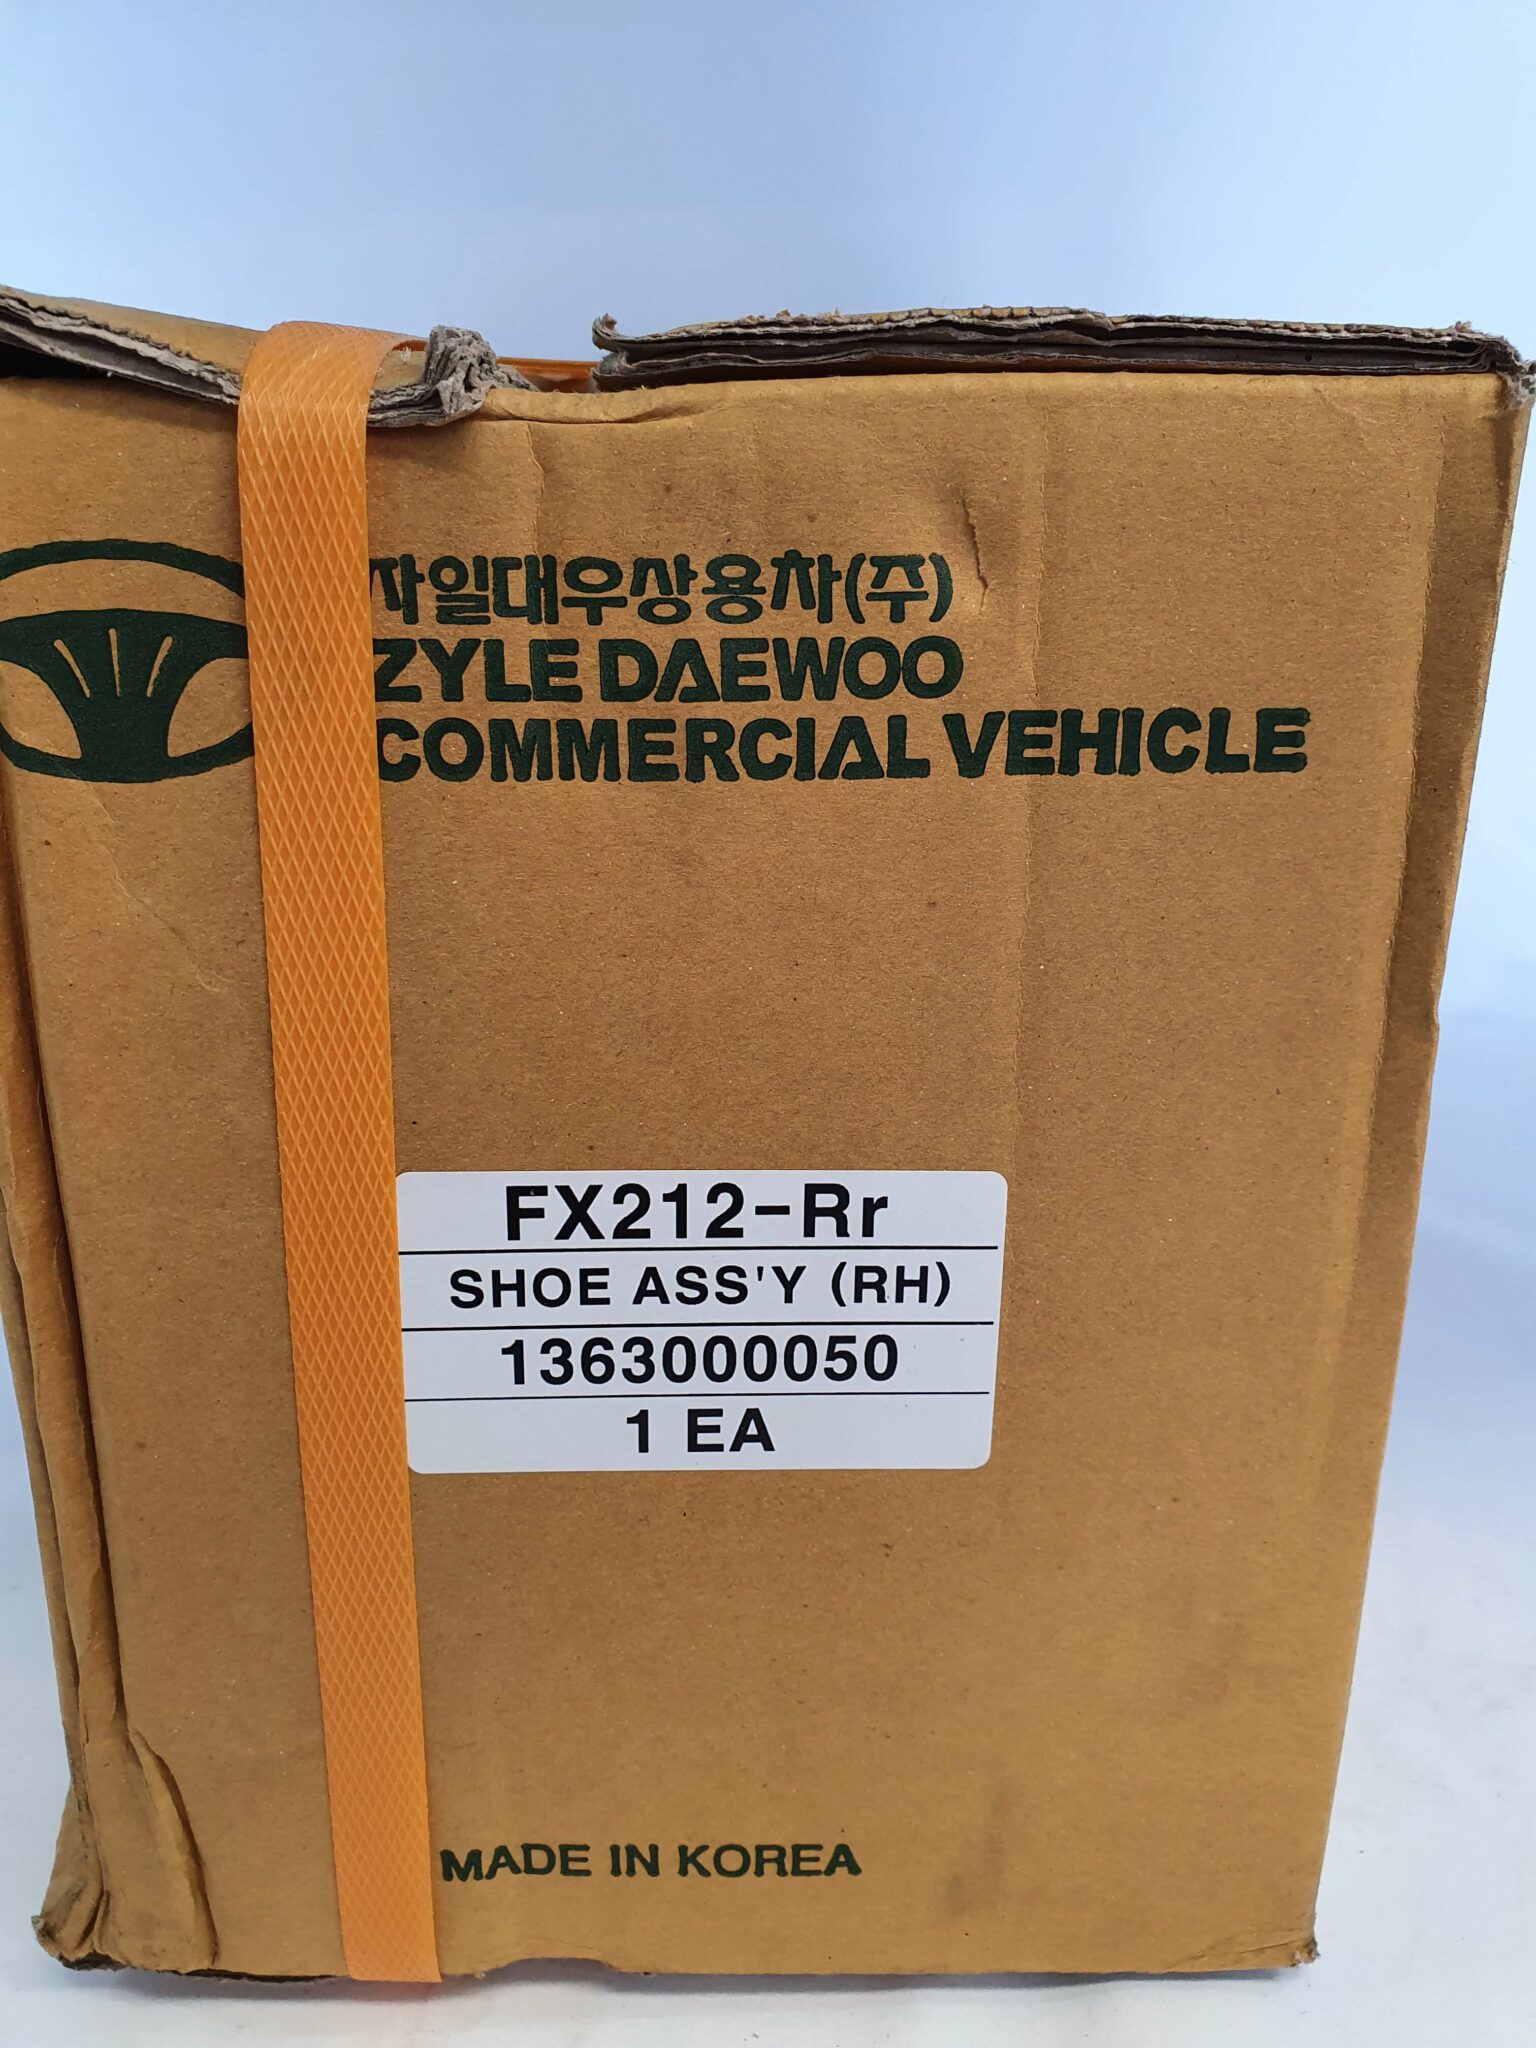 자일대우상용차(주)
ZYLE DAEWOO
COMMERCIAL VEHICLE
FX212-Rr
SHOE ASS'Y (RH)
1363000050
1 EA
MADE IN KOREA